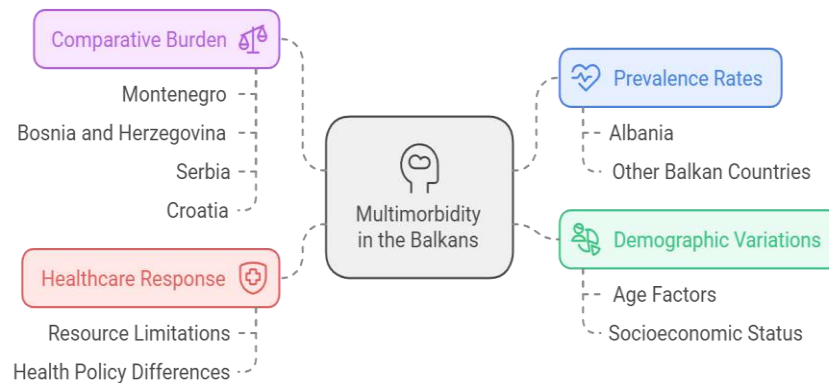 Comparative Burden
Montenegro
Bosnia and Herzegovina
Serbia
Croatia
Healthcare Response
Resource Limitations
Health Policy Differences
Multimorbidity
in the Balkans
Prevalence Rates
Albania
Other Balkan Countries
Demographic Variations
Age Factors
Socioeconomic Status